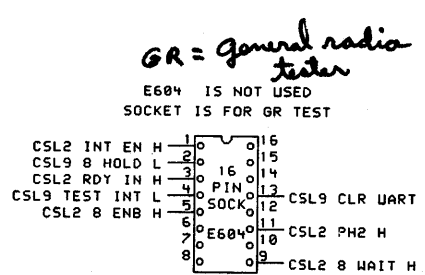 GR = general radio
tester
E604 IS NOT USED
SOCKET IS FOR GR TEST
CSL2 INT EN H 1 16
CSL9 8 HOLD L 2 15
CSL2 RDY IN H 3 16 14
CSL9 TEST INT L 4 PIN 13 CSL9 CLR UART
CSL2 8 ENB H 5 SOCK 12
6 11 CSL2 PH2 H
7 E604 10
8 9 CSL2 8 WAIT H